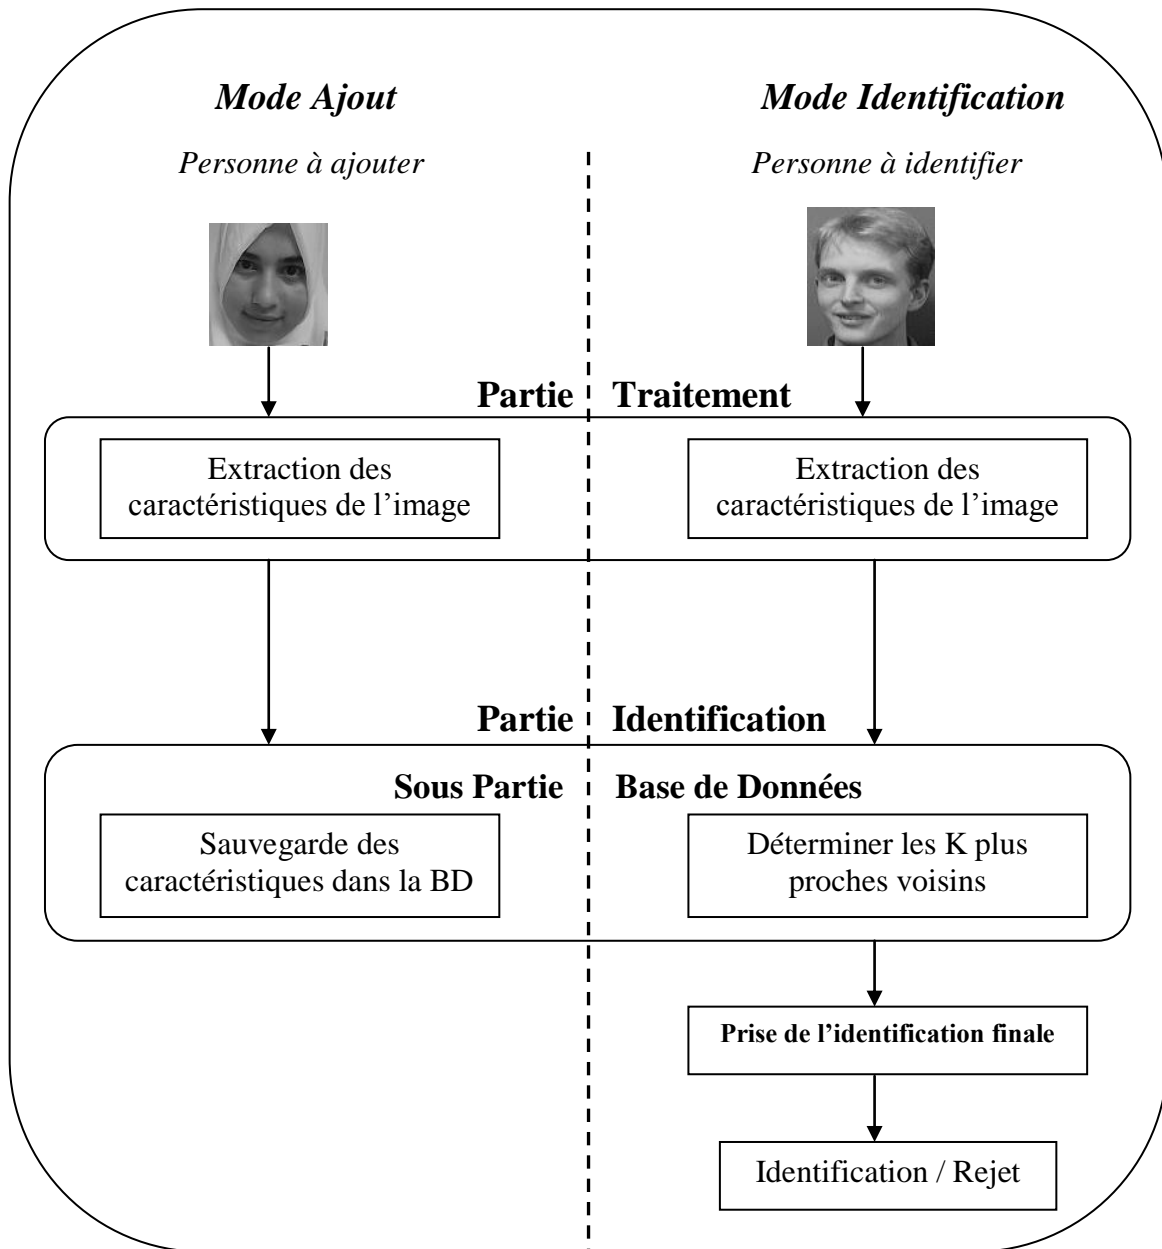 Mode Ajout
Mode Identification
Personne à ajouter
Personne à identifier
Partie Traitement
Extraction des
caractéristiques de l’image
Extraction des
caractéristiques de l’image
Partie Identification
Sous Partie Base de Données
Sauvegarde des
caractéristiques dans la BD
Déterminer les K plus
proches voisins
Prise de l’identification finale
Identification / Rejet